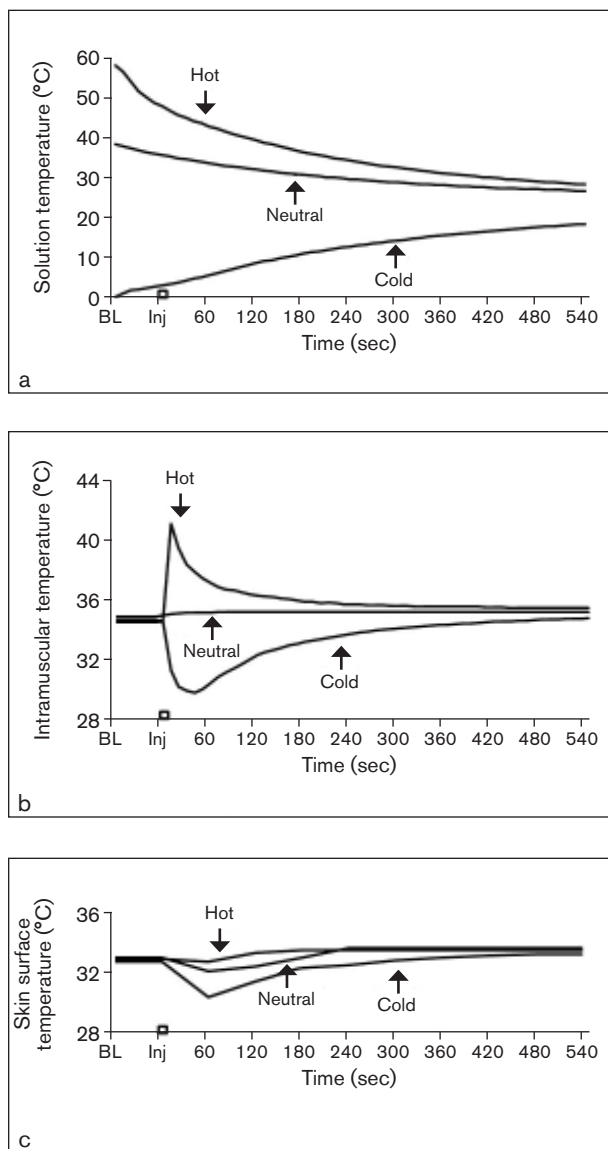 Solution temperature (°C)
60
50
40
30
20
10
0
Hot
Neutral
Cold
BL Inj 60 120 180 240 300 360 420 480 540
Time (sec)
a
Intramuscular temperature (°C)
44
40
36
32
28
Hot
Neutral
Cold
BL Inj 60 120 180 240 300 360 420 480 540
Time (sec)
b
Skin surface
temperature (°C)
36
32
28
Hot
Neutral
Cold
BL Inj 60 120 180 240 300 360 420 480 540
Time (sec)
c